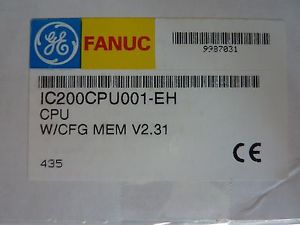 GE FANUC
9987031
IC200CPU001-EH
CPU
W/CFG MEM V2.31
435
CE